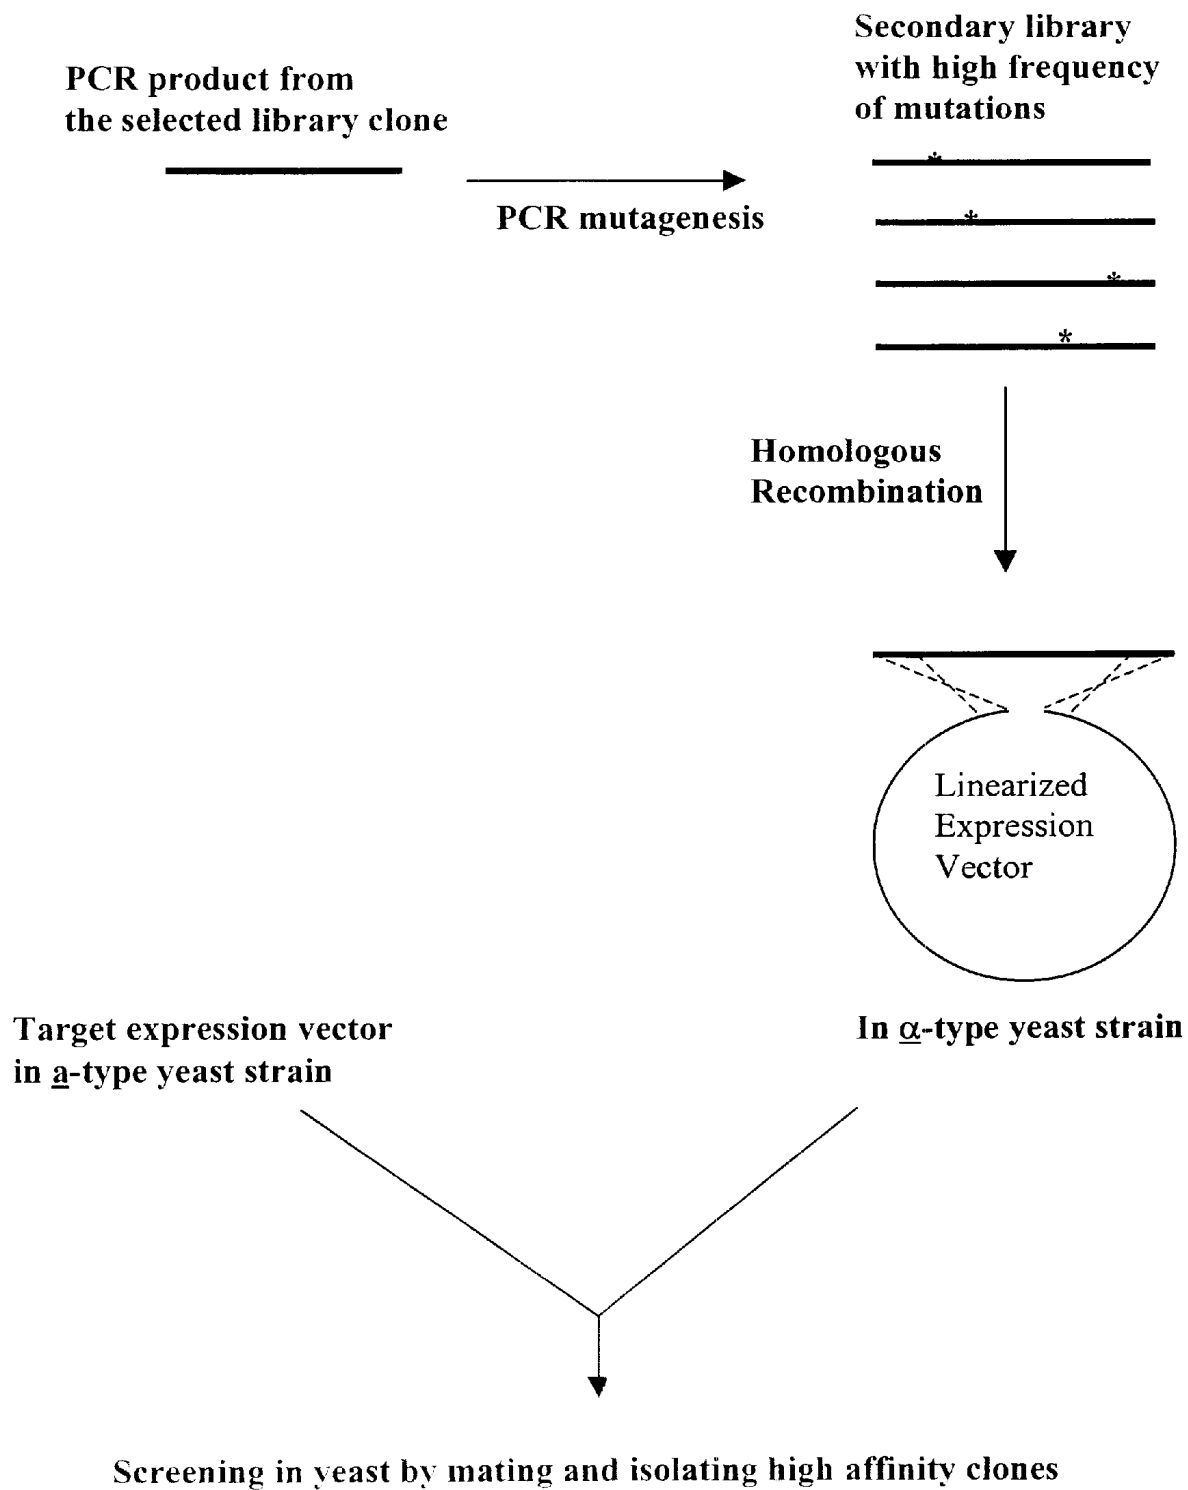 PCR product from
the selected library clone
PCR mutagenesis
Secondary library
with high frequency
of mutations
*
*
*
*
Homologous
Recombination
Linearized
Expression
Vector
Target expression vector
in a-type yeast strain
In α-type yeast strain
Screening in yeast by mating and isolating high affinity clones